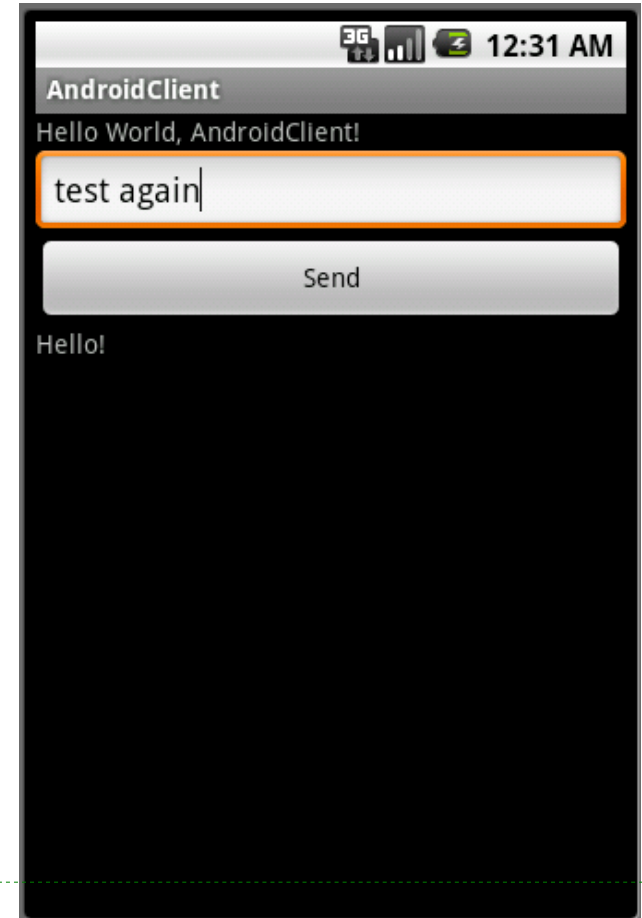 3G 12:31 AM
AndroidClient
Hello World, AndroidClient!
test again
Send
Hello!